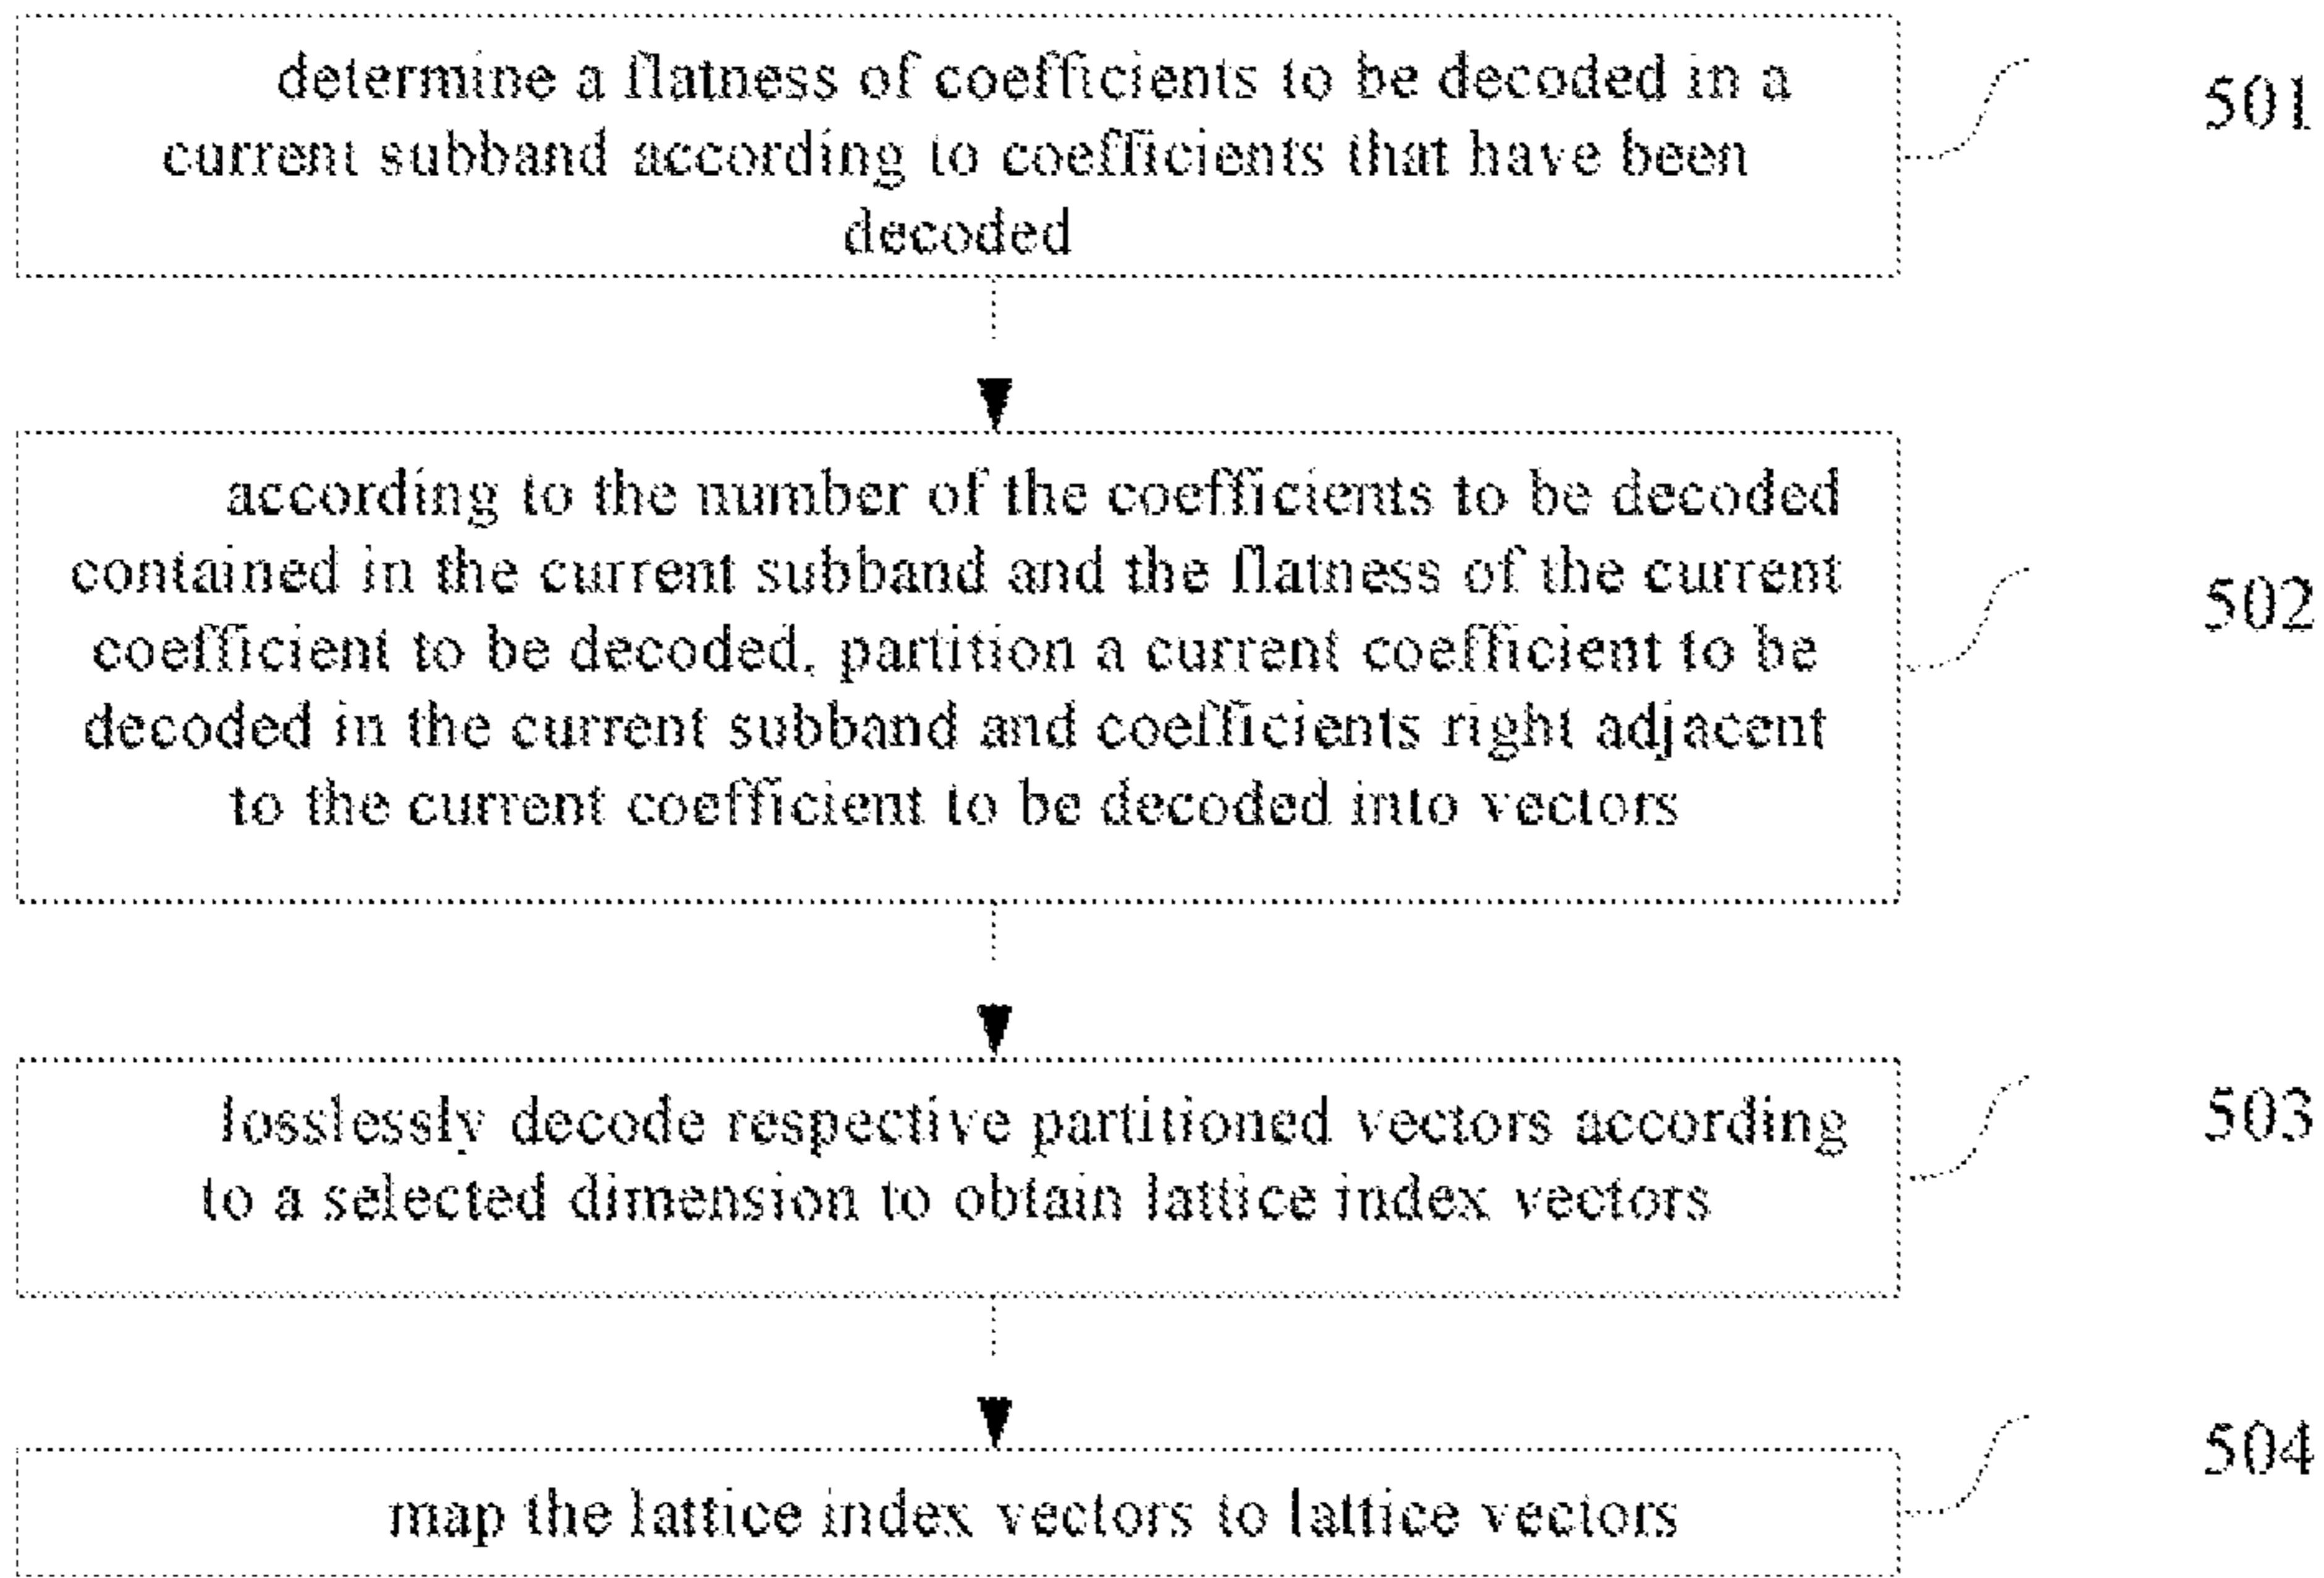 determine a flatness of coefficients to be decoded in a
current subband according to coefficients that have been
decoded
501
according to the number of the coefficients to be decoded
contained in the current subband and the flatness of the current
coefficient to be decoded, partition a current coefficient to be
decoded in the current subband and coefficients right adjacent
to the current coefficient to be decoded into vectors
502
losslessly decode respective partitioned vectors according
to a selected dimension to obtain lattice index vectors
503
map the lattice index vectors to lattice vectors
504